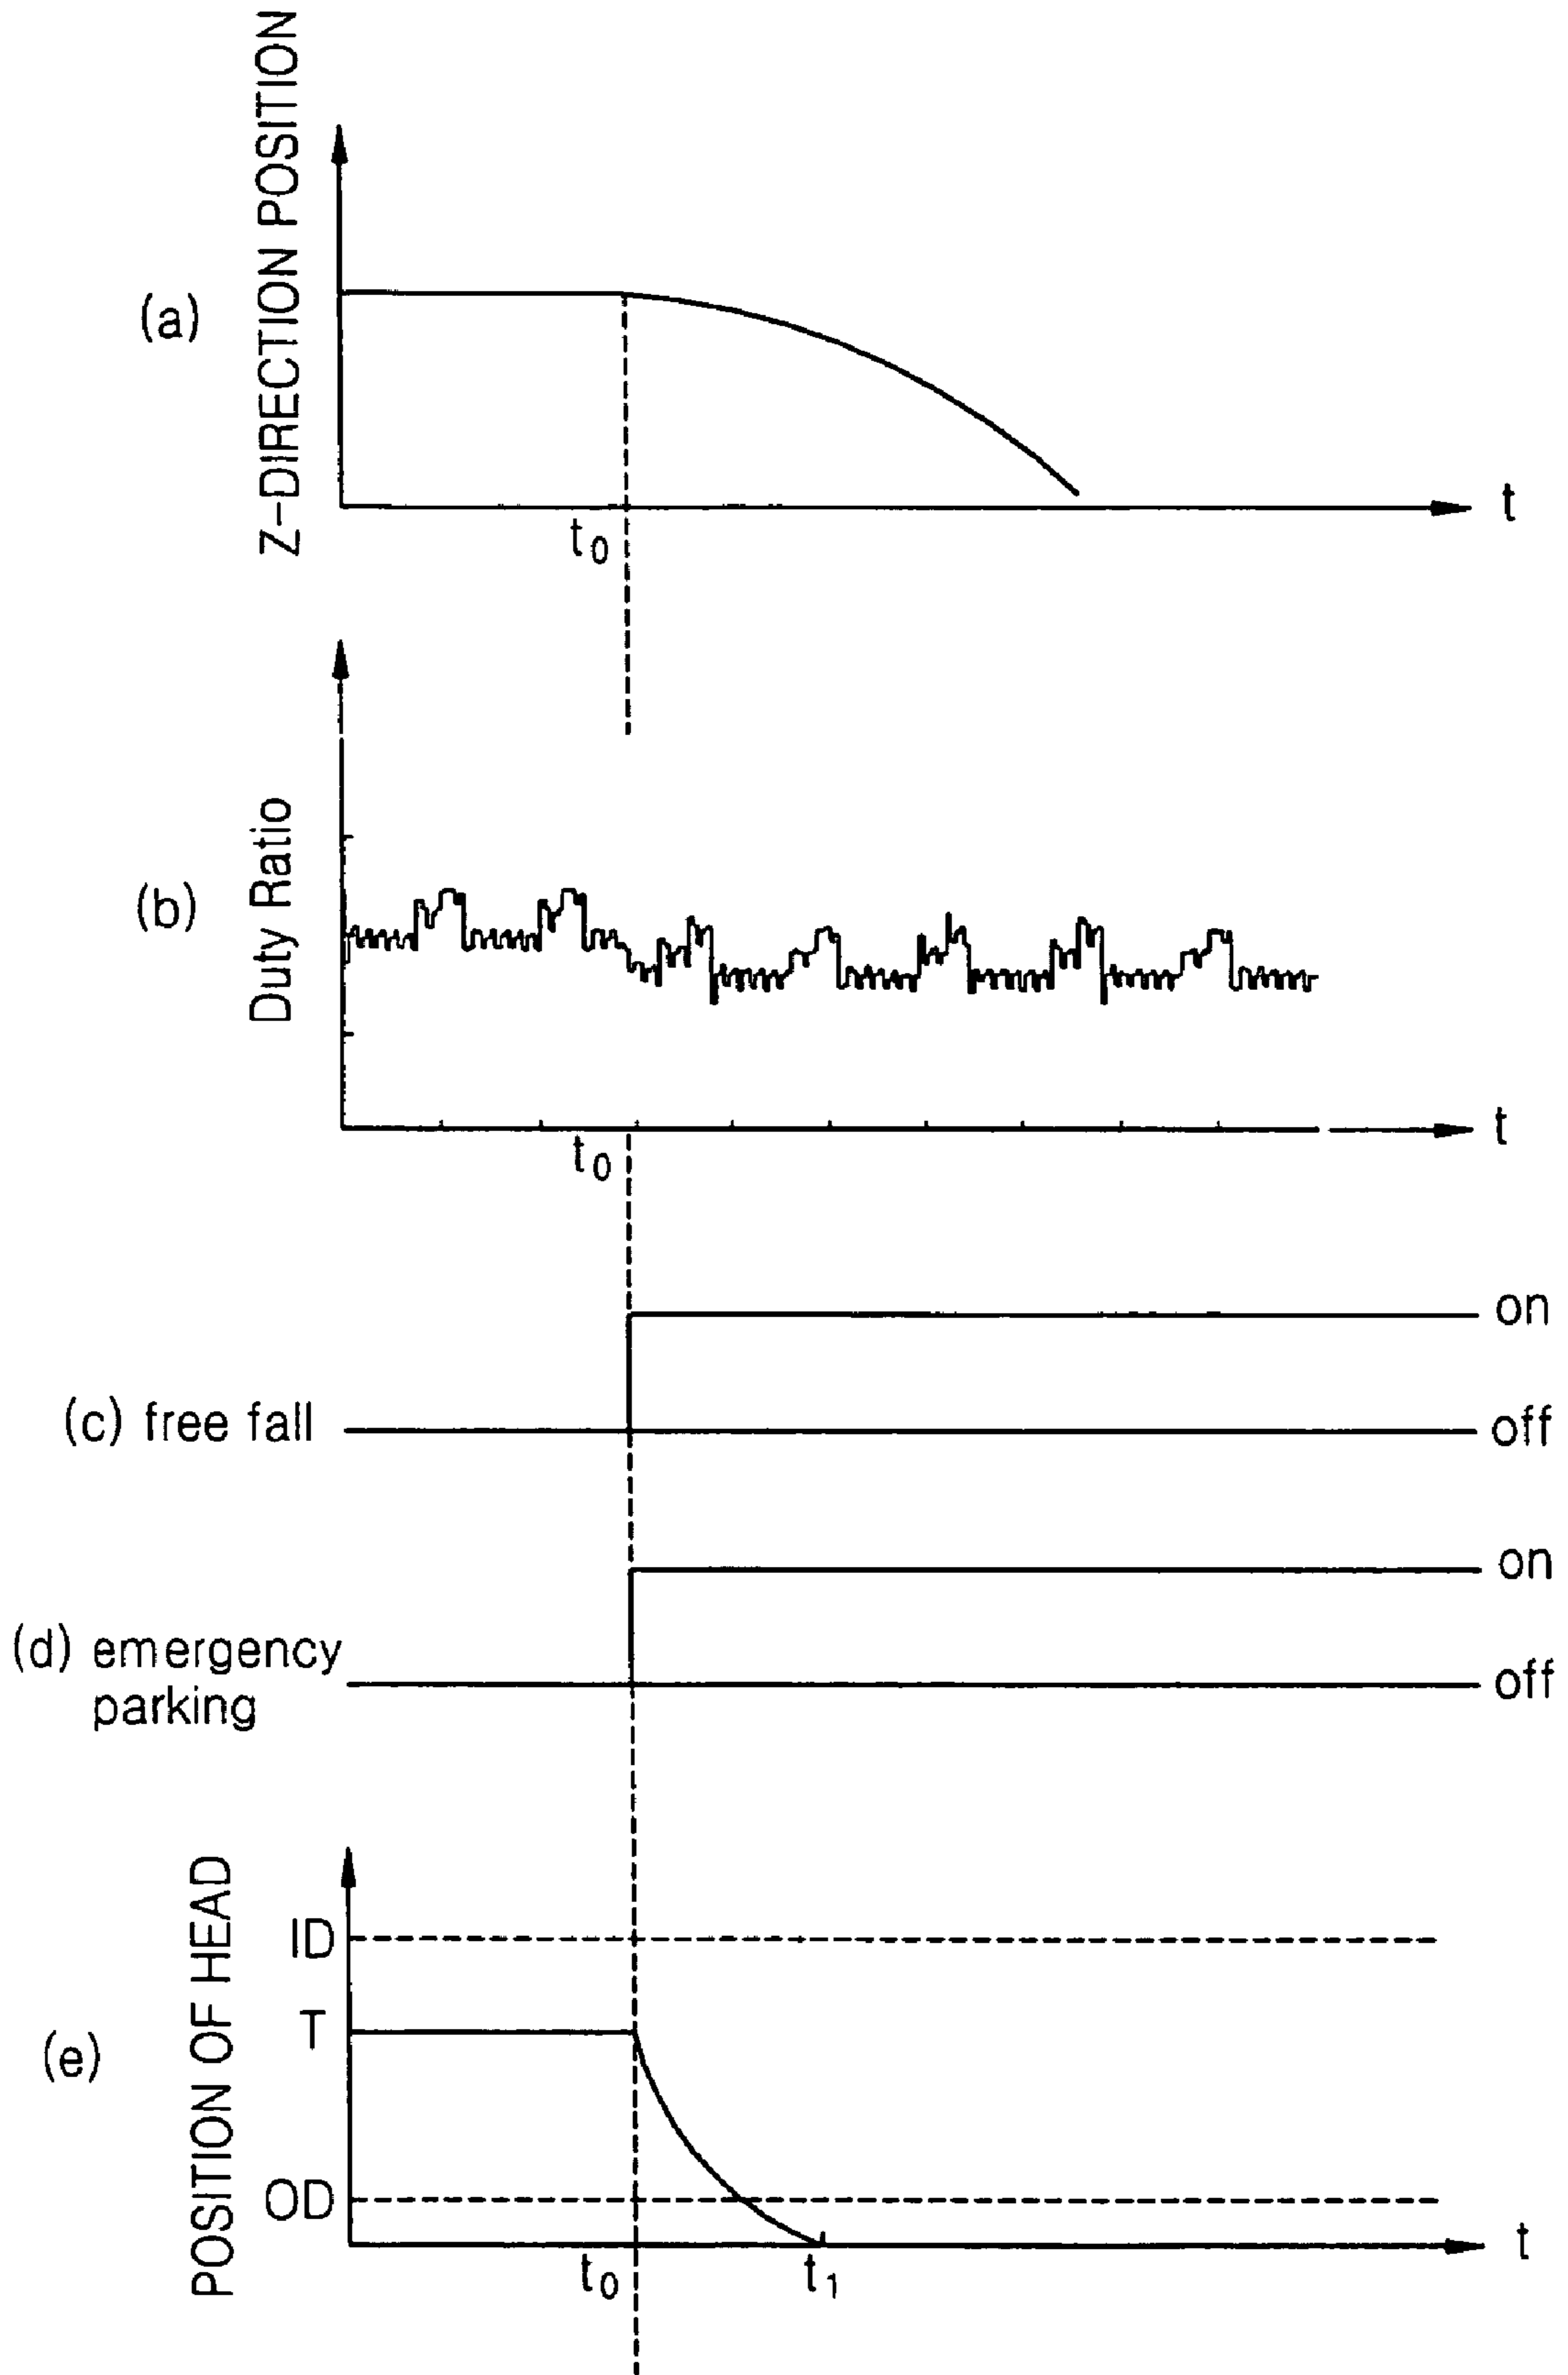 Z-DIRECTION POSITION
(a)
t
t0
Duty Ratio
(b)
t
t0
on
(c) free fall
off
on
(d) emergency
parking
off
POSITION OF HEAD
ID
T
(e)
OD
t
t0
t1